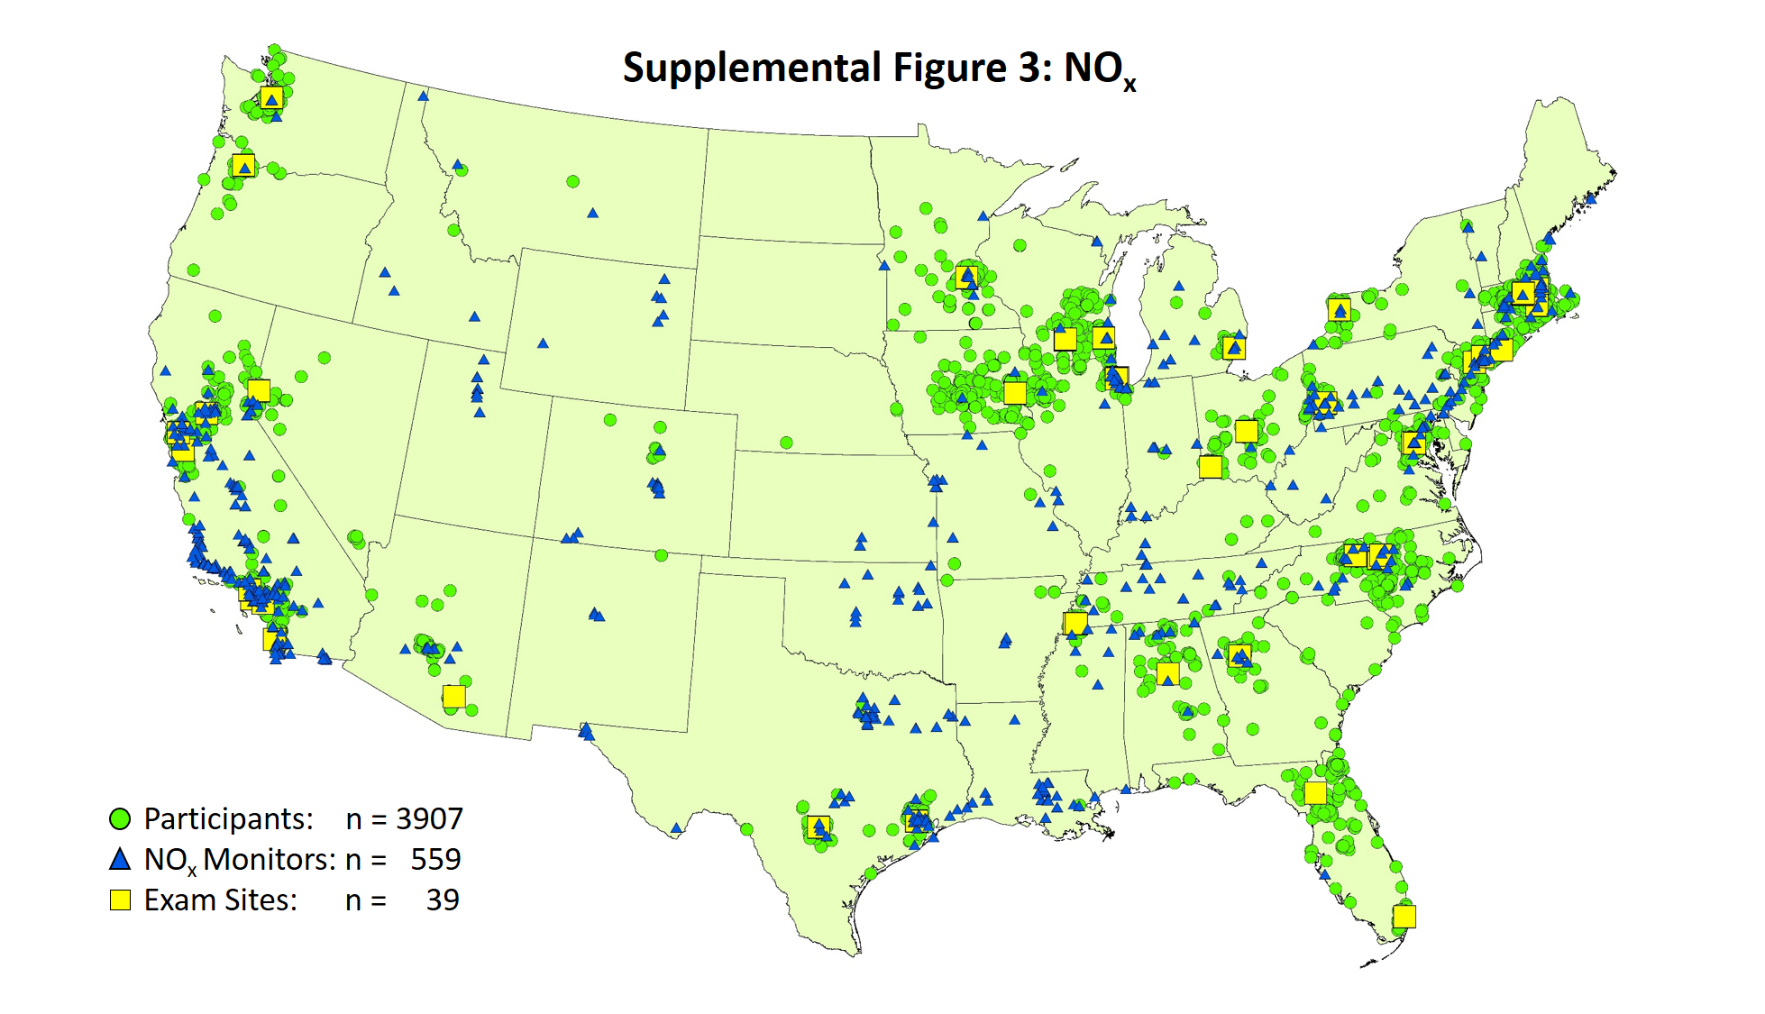 Supplemental Figure 3: NOₓ
Participants: n = 3907
NOₓ Monitors: n = 559
Exam Sites: n = 39